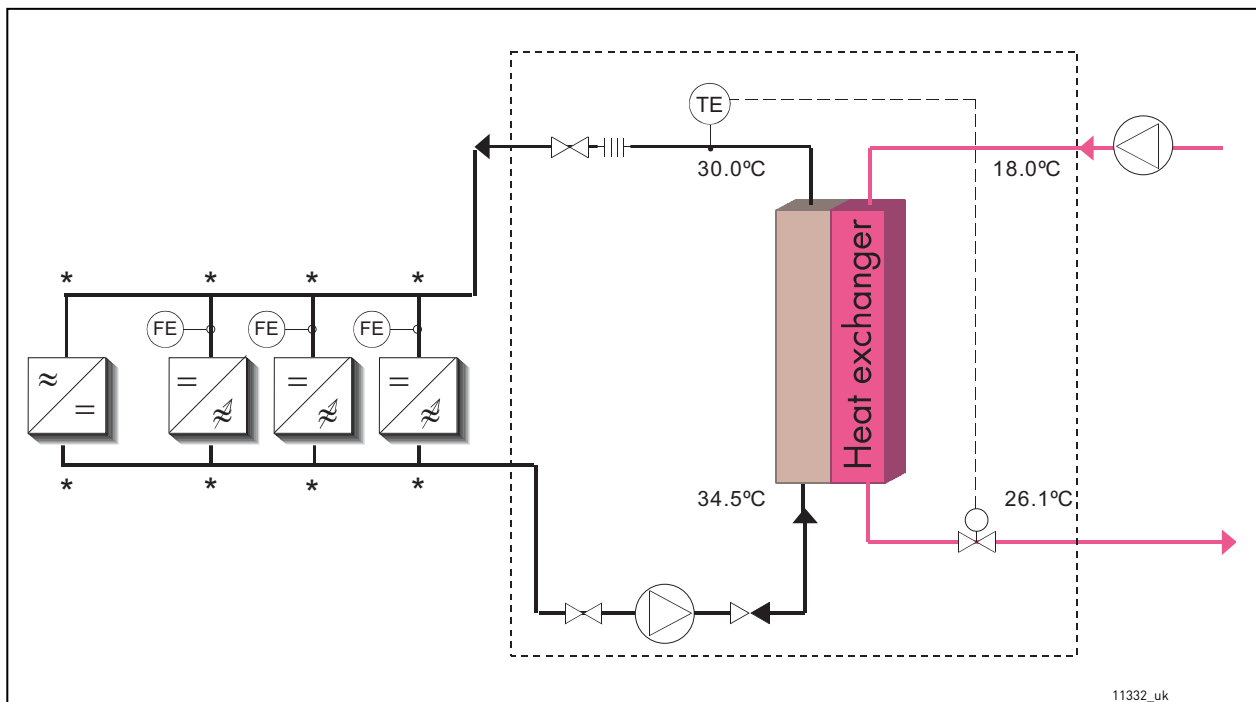 TE
30.0ºC
18.0ºC
* * * *
FE FE FE
≈ = = =
= ≈ ≈ ≈
Heat exchanger
* * * *
34.5ºC
26.1ºC
11332_uk